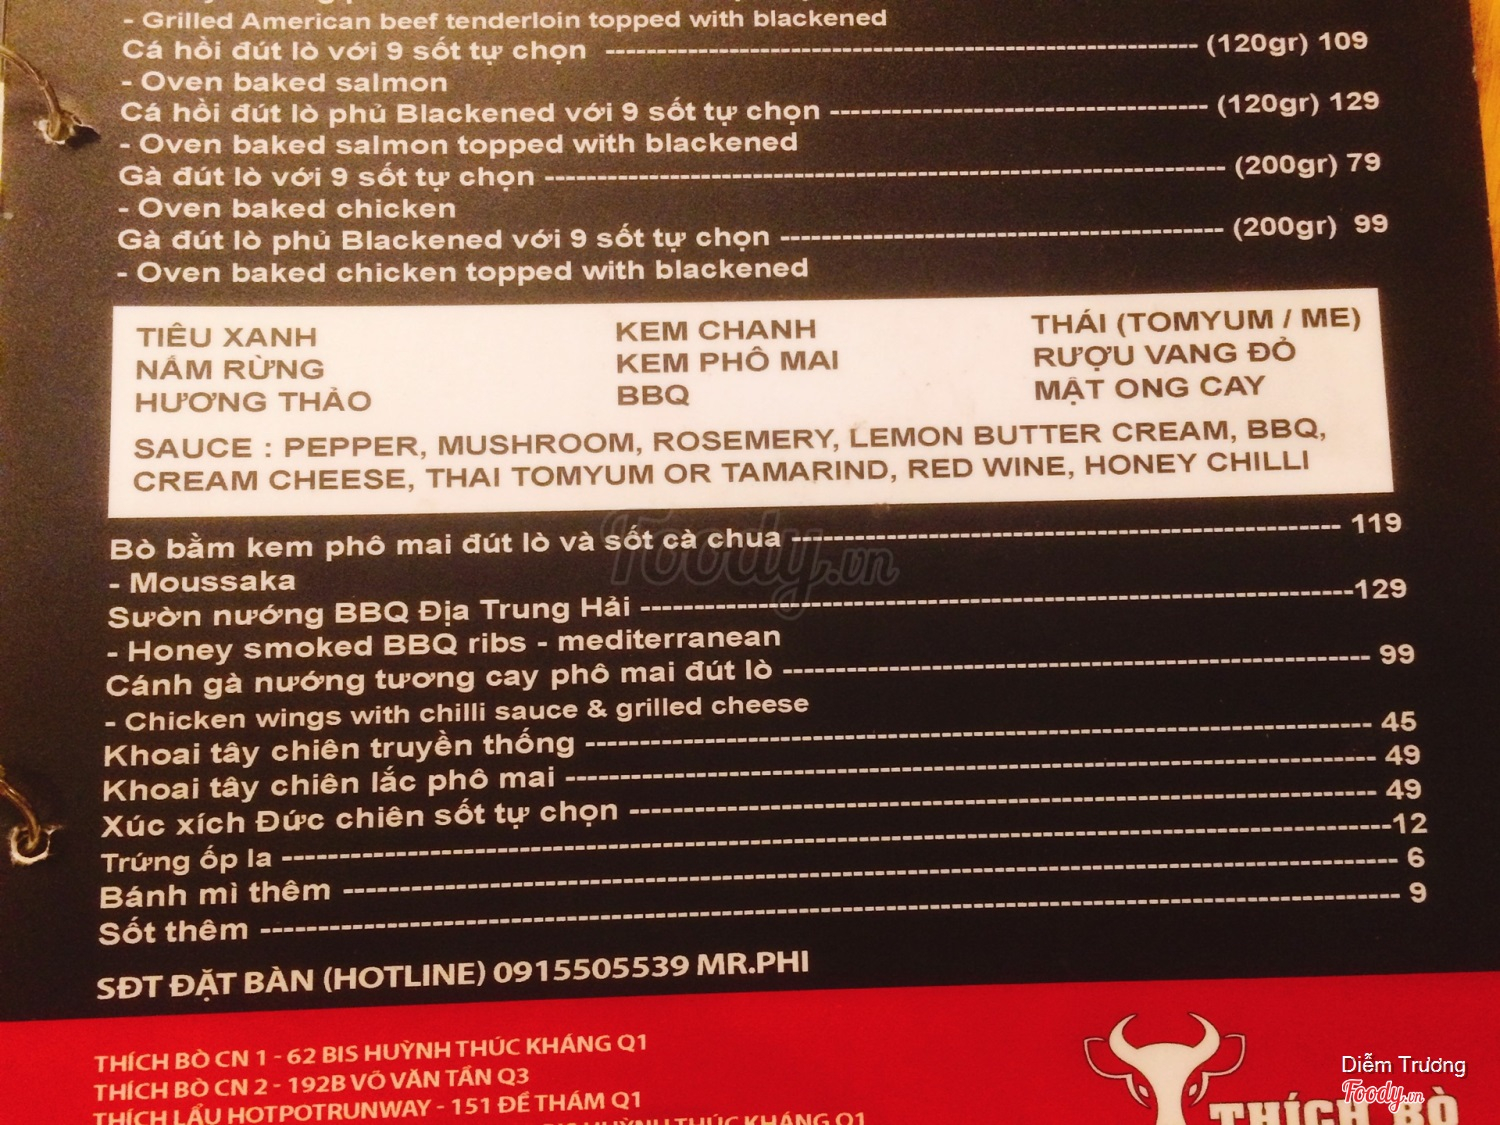 - Grilled American beef tenderloin topped with blackened
Cá hồi đút lò với 9 sốt tự chọn ---------- (120gr) 109
- Oven baked salmon
Cá hồi đút lò phủ Blackened với 9 sốt tự chọn ---------- (120gr) 129
- Oven baked salmon topped with blackened
Gà đút lò với 9 sốt tự chọn ---------- (200gr) 79
- Oven baked chicken
Gà đút lò phủ Blackened với 9 sốt tự chọn ---------- (200gr) 99
- Oven baked chicken topped with blackened
TIÊU XANH KEM CHANH THÁI (TOMYUM / ME)
NẤM RỪNG KEM PHÔ MAI RƯỢU VANG ĐỎ
HƯƠNG THẢO BBQ MẬT ONG CAY
SAUCE : PEPPER, MUSHROOM, ROSEMERY, LEMON BUTTER CREAM, BBQ,
CREAM CHEESE, THAI TOMYUM OR TAMARIND, RED WINE, HONEY CHILLI
Bò bằm kem phô mai đút lò và sốt cà chua ---------- 119
- Moussaka
Sườn nướng BBQ Địa Trung Hải ---------- 129
- Honey smoked BBQ ribs - mediterranean
Cánh gà nướng tương cay phô mai đút lò ---------- 99
- Chicken wings with chilli sauce & grilled cheese
Khoai tây chiên truyền thống ---------- 45
Khoai tây chiên lắc phô mai ---------- 49
Xúc xích Đức chiên sốt tự chọn ---------- 49
Trứng ốp la ---------- 12
Bánh mì thêm ---------- 6
Sốt thêm ---------- 9
SĐT ĐẶT BÀN (HOTLINE) 0915505539 MR.PHI
THÍCH BÒ CN 1 - 62 BIS HUỲNH THÚC KHÁNG Q1
THÍCH BÒ CN 2 - 192B VÕ VĂN TẦN Q3
THÍCH LẨU HOTPOTRUNWAY - 151 ĐỀ THÁM Q1
BIS HUỲNH THÚC KHÁNG Q1
THÍCH BÒ
Foody.vn
Diễm Trương
Foody.vn